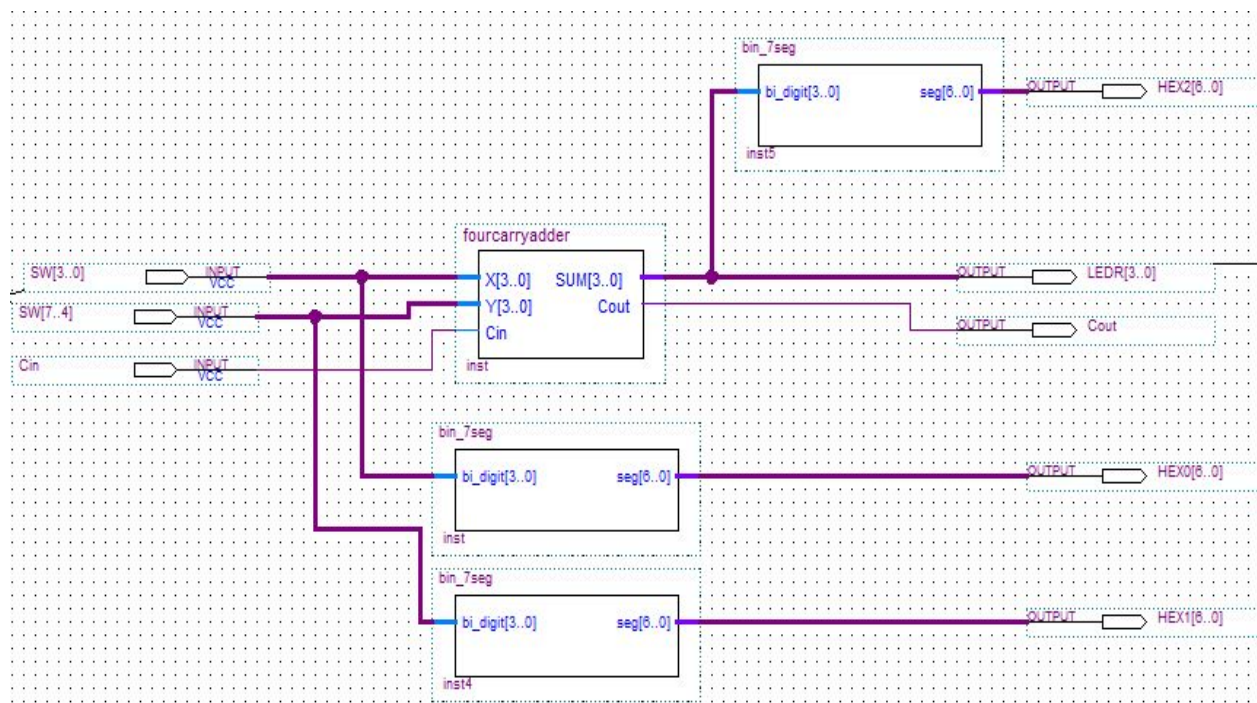 bin_7seg
bi_digit[3..0] seg[6..0]
OUTPUT HEX2[6..0]
inst5
fourcarryadder
SW[3..0] INPUT
VCC
X[3..0] SUM[3..0]
OUTPUT LEDR[3..0]
SW[7..4] INPUT
VCC
Y[3..0] Cout
OUTPUT Cout
Cin
Cin INPUT
VCC
inst
bin_7seg
bi_digit[3..0] seg[6..0]
OUTPUT HEX0[6..0]
inst
bin_7seg
bi_digit[3..0] seg[6..0]
OUTPUT HEX1[6..0]
inst4